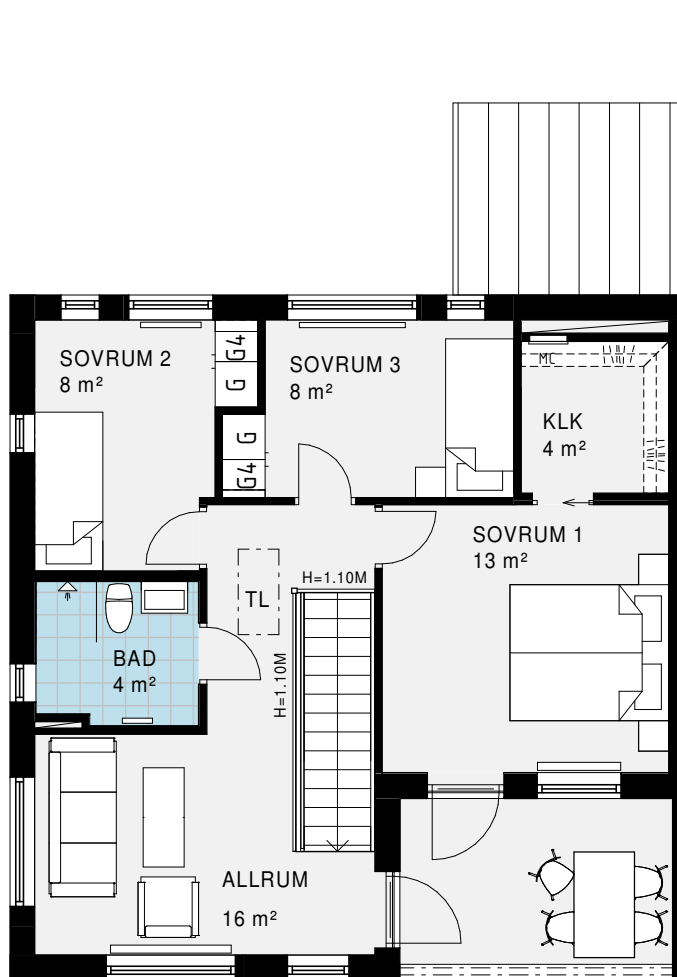 SOVRUM 2
8 m²
G4
G
SOVRUM 3
8 m²
G
G4
MC
KLK
4 m²
SOVRUM 1
13 m²
H=1.10M
TL
BAD
4 m²
H=1.10M
ALLRUM
16 m²